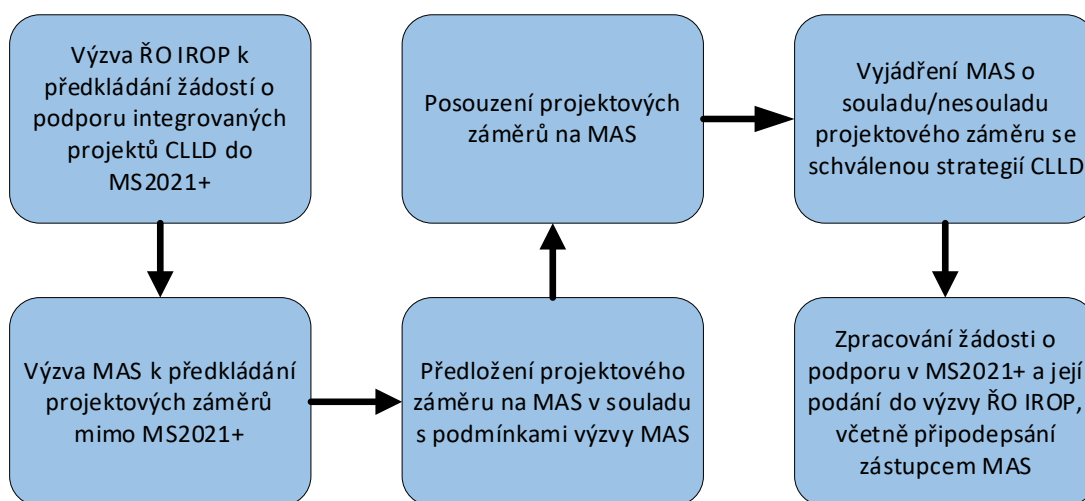 Výzva ŘO IROP k
předkládání žádostí o
podporu integrovaných
projektů CLLD do
MS2021+
Výzva MAS k předkládání
projektových záměrů
mimo MS2021+
Předložení projektového
záměru na MAS v souladu
s podmínkami výzvy MAS
Posouzení projektových
záměrů na MAS
Vyjádření MAS o
souladu/nesouladu
projektového záměru se
schválenou strategií CLLD
Zpracování žádosti o
podporu v MS2021+ a její
podání do výzvy ŘO IROP,
včetně připodepsání
zástupcem MAS